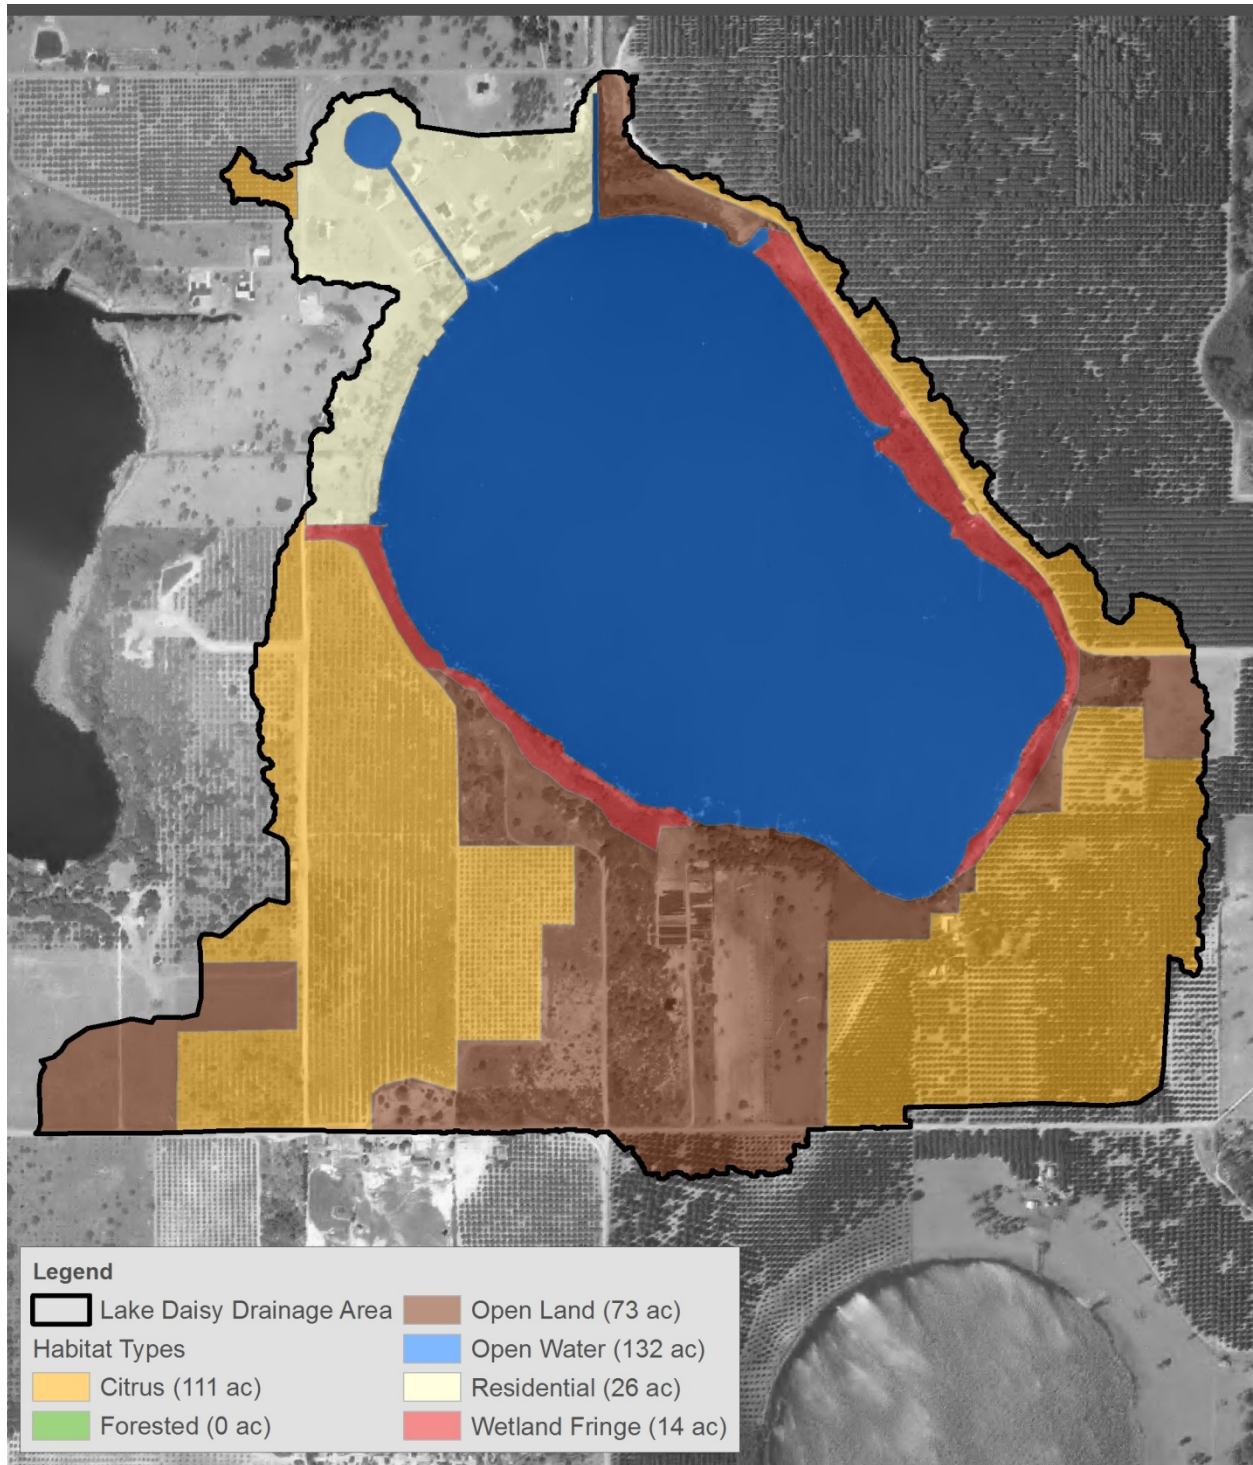 Legend
Lake Daisy Drainage Area
Habitat Types
Citrus (111 ac)
Forested (0 ac)
Open Land (73 ac)
Open Water (132 ac)
Residential (26 ac)
Wetland Fringe (14 ac)